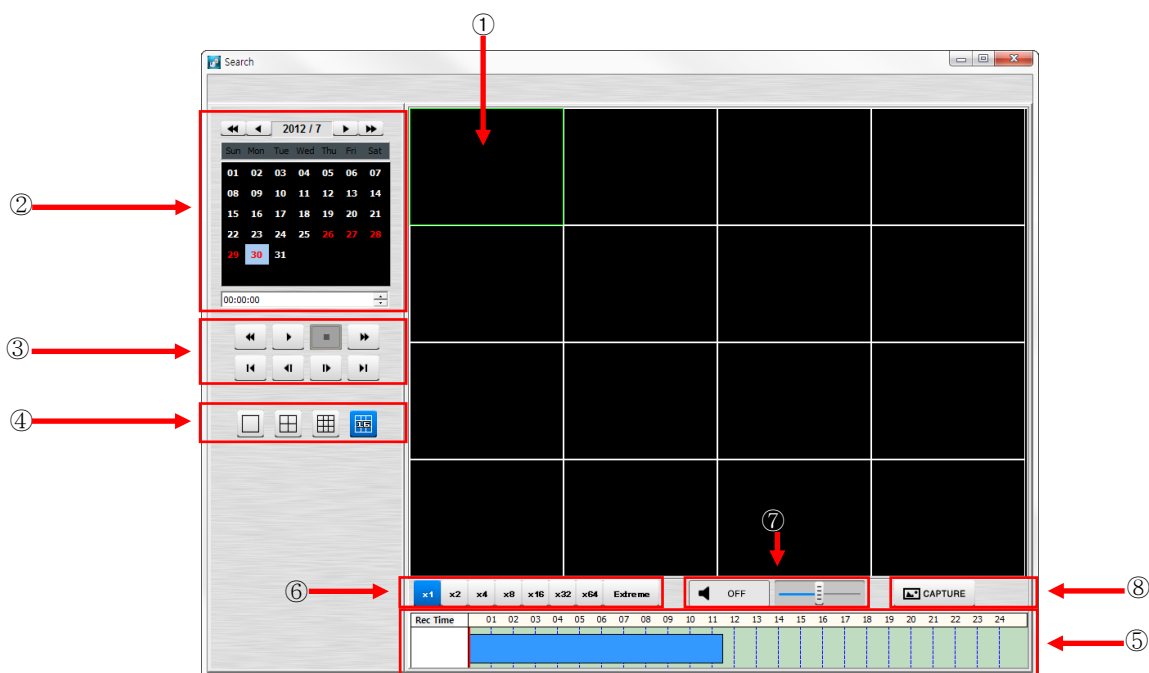 ①
Search
②
2012 / 7
Sun Mon Tue Wed Thu Fri Sat
01 02 03 04 05 06 07
08 09 10 11 12 13 14
15 16 17 18 19 20 21
22 23 24 25 26 27 28
29 30 31
00:00:00
③
④
16
⑦
⑥
x1 x2 x4 x8 x16 x32 x64 Extreme
OFF
CAPTURE
⑧
Rec Time 01 02 03 04 05 06 07 08 09 10 11 12 13 14 15 16 17 18 19 20 21 22 23 24
⑤